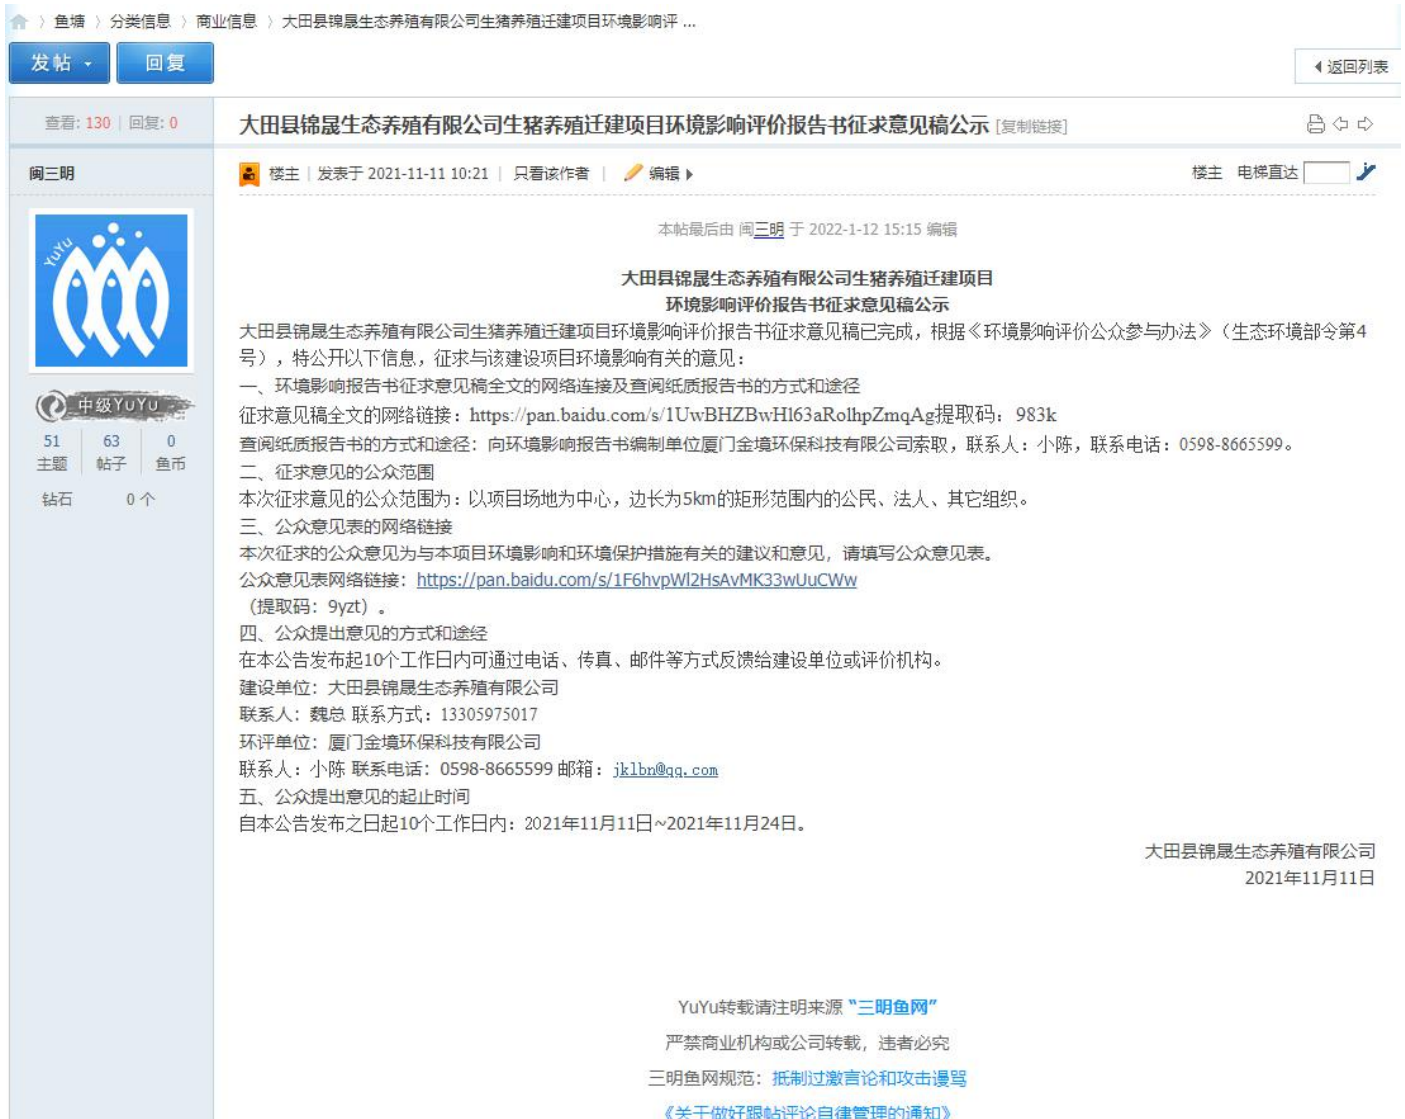 鱼塘 〉分类信息 〉商业信息 〉大田县锦晟生态养殖有限公司生猪养殖迁建项目环境影响评 ...
发帖 回复
返回列表
查看: 130 | 回复: 0
大田县锦晟生态养殖有限公司生猪养殖迁建项目环境影响评价报告书征求意见稿公示 [复制链接]
闽三明
楼主 | 发表于 2021-11-11 10:21 | 只看该作者 | 编辑
楼主 电梯直达
本帖最后由 闽三明 于 2022-1-12 15:15 编辑
YuYu
大田县锦晟生态养殖有限公司生猪养殖迁建项目
环境影响评价报告书征求意见稿公示
大田县锦晟生态养殖有限公司生猪养殖迁建项目环境影响评价报告书征求意见稿已完成，根据《环境影响评价公众参与办法》（生态环境部令第4
号），特公开以下信息，征求与该建设项目环境影响有关的意见：
一、环境影响报告书征求意见稿全文的网络连接及查阅纸质报告书的方式和途径
征求意见稿全文的网络链接：https://pan.baidu.com/s/1UwBHZBwHl63aRolhpZmqAg提取码：983k
查阅纸质报告书的方式和途径：向环境影响报告书编制单位厦门金境环保科技有限公司索取，联系人：小陈，联系电话：0598-8665599。
二、征求意见的公众范围
本次征求意见的公众范围为：以项目场地为中心，边长为5km的矩形范围内的公民、法人、其它组织。
三、公众意见表的网络链接
本次征求的公众意见为与本项目环境影响和环境保护措施有关的建议和意见，请填写公众意见表。
公众意见表网络链接：https://pan.baidu.com/s/1F6hvpWl2HsAvMK33wUuCWw
（提取码：9yzt）。
四、公众提出意见的方式和途经
在本公告发布起10个工作日内可通过电话、传真、邮件等方式反馈给建设单位或评价机构。
建设单位：大田县锦晟生态养殖有限公司
联系人：魏总 联系方式：13305975017
环评单位：厦门金境环保科技有限公司
联系人：小陈 联系电话：0598-8665599 邮箱：jklbn@qq.com
五、公众提出意见的起止时间
自本公告发布之日起10个工作日内：2021年11月11日~2021年11月24日。
大田县锦晟生态养殖有限公司
2021年11月11日
中级YuYu
51 63 0
主题 帖子 鱼币
钻石 0 个
YuYu转载请注明来源 “三明鱼网”
严禁商业机构或公司转载，违者必究
三明鱼网规范：抵制过激言论和攻击谩骂
《关于做好跟帖评论自律管理的通知》